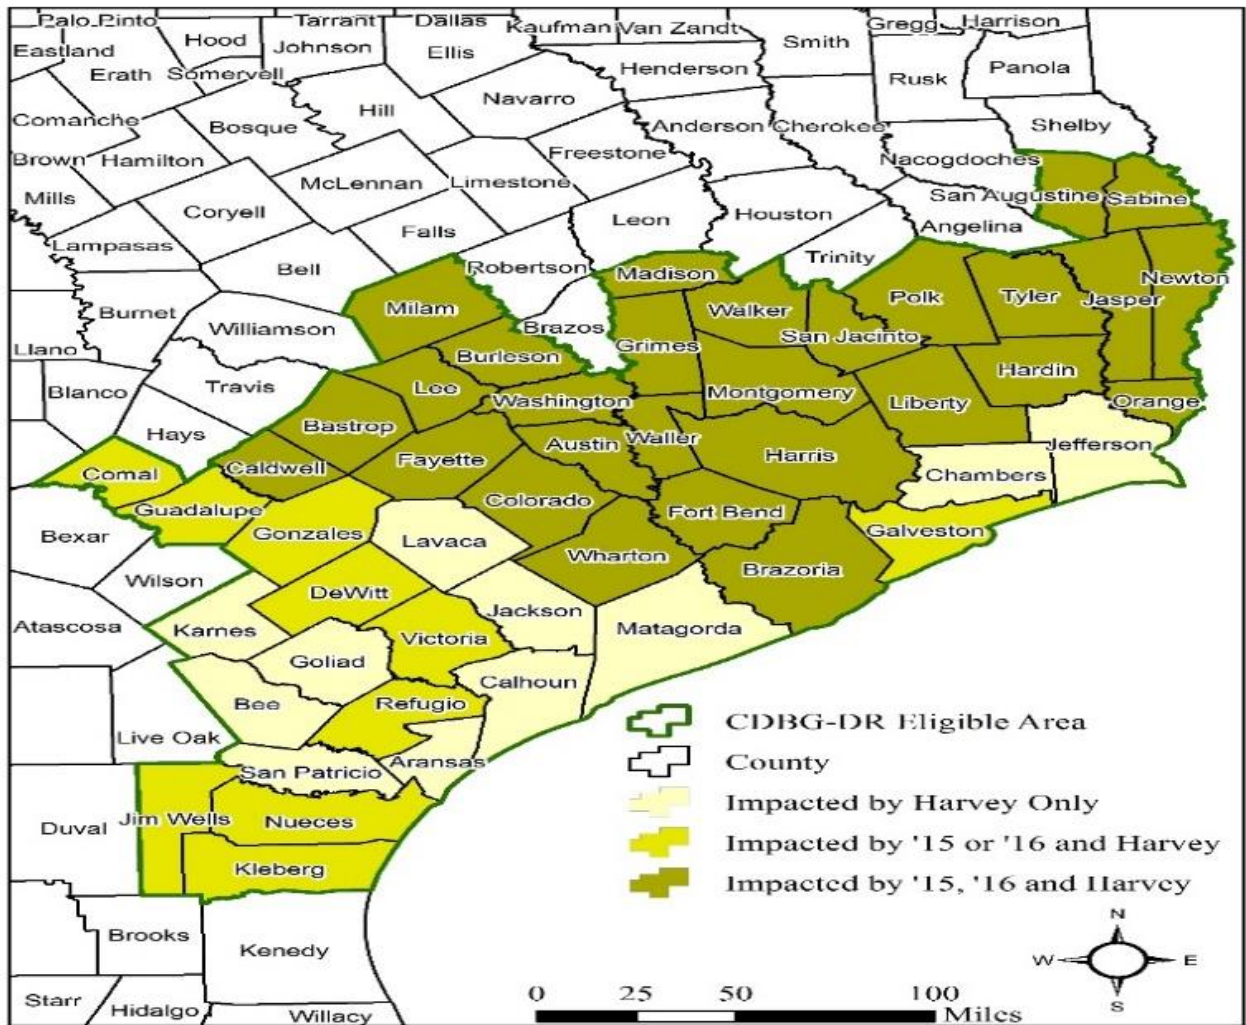 Palo Pinto
Tarrant
Dallas
Kaufman
Van Zandt
Gregg
Harrison
Eastland
Hood
Johnson
Ellis
Smith
Erath
Somervell
Henderson
Rusk
Panola
Comanche
Bosque
Hill
Navarro
Anderson
Cherokee
Shelby
Brown
Hamilton
McLennan
Limestone
Freestone
Nacogdoches
Mills
Coryell
Falls
Leon
Houston
San Augustine
Sabine
Angelina
Lampasas
Bell
Robertson
Madison
Trinity
Newton
Burnet
Williamson
Milam
Brazos
Walker
Polk
Tyler
Jasper
Llano
Burleson
Grimes
San Jacinto
Blanco
Travis
Lee
Washington
Montgomery
Liberty
Hardin
Orange
Hays
Bastrop
Austin
Waller
Harris
Jefferson
Comal
Caldwell
Fayette
Chambers
Guadalupe
Colorado
Fort Bend
Galveston
Bexar
Gonzales
Lavaca
Wharton
Brazoria
Wilson
DeWitt
Jackson
Matagorda
Atascosa
Karnes
Victoria
Goliad
Calhoun
Bee
Refugio
Live Oak
San Patricio
Aransas
Duval
Jim Wells
Nueces
Kleberg
Brooks
Kenedy
Starr
Hidalgo
Willacy
CDBG-DR Eligible Area
County
Impacted by Harvey Only
Impacted by '15 or '16 and Harvey
Impacted by '15, '16 and Harvey
N
W E
S
0 25 50 100
Miles